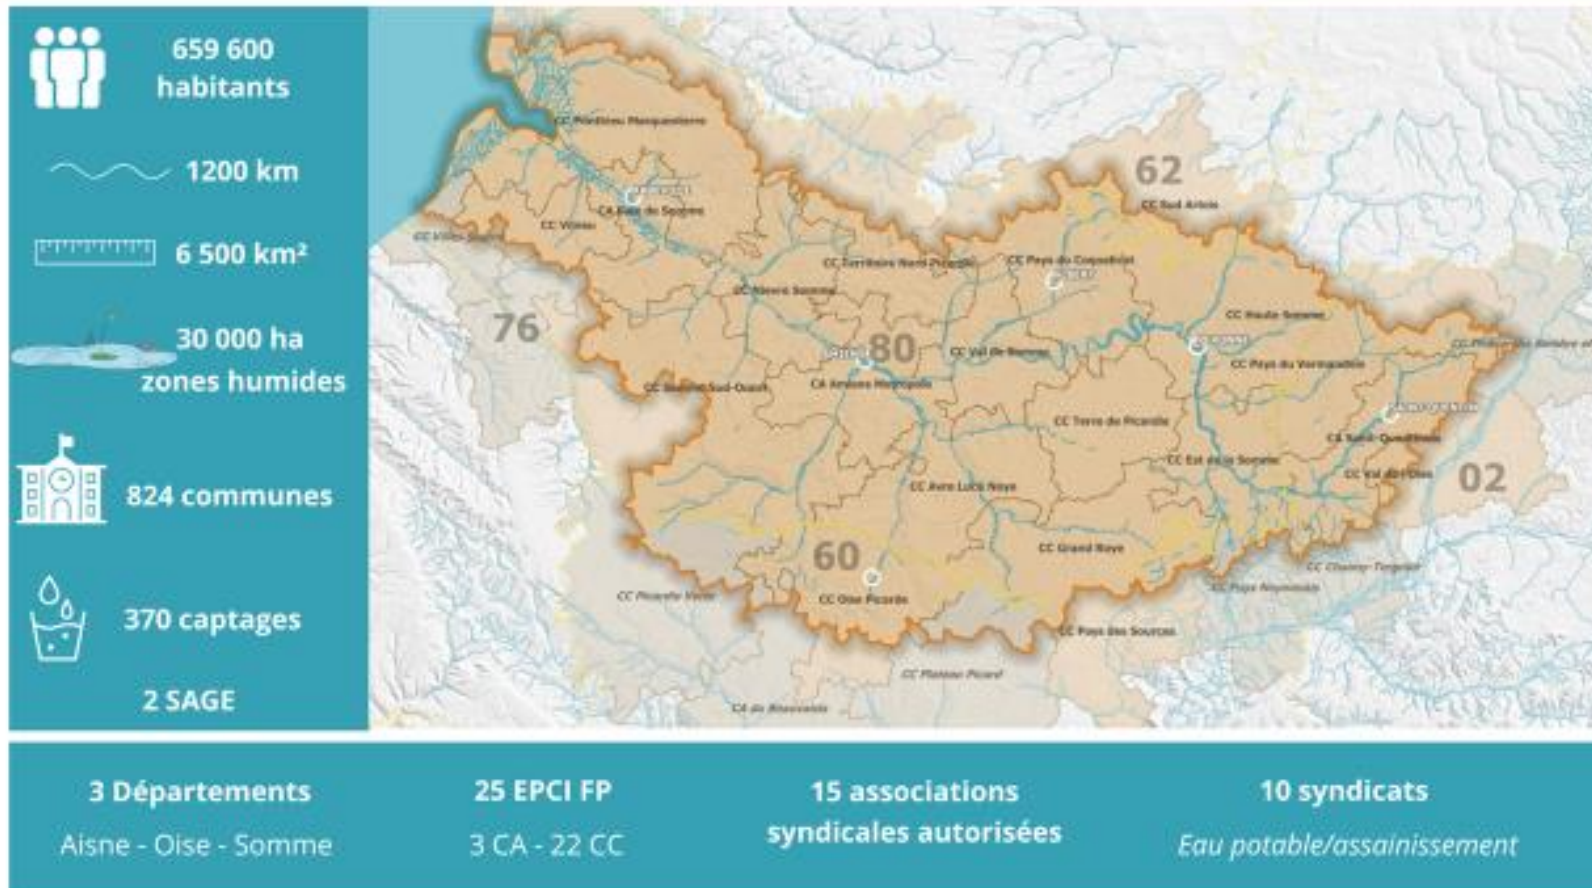 659 600
habitants
1200 km
6 500 km²
30 000 ha
zones humides
824 communes
370 captages
2 SAGE
CC Ponthieu Marquenterre
62
CC Sud Artois
CA Baie de Somme
CC Vimeu
CC Territoire Nord Picardie
CC Pays du Coquelicot
CC Nièvre Somme
76
CC Haute Somme
80
CC Val de Somme
CC Pays du Vermandois
CC Somme Sud-Ouest
CA Amiens Métropole
CC Terre de Picardie
CC Est de la Somme
CC Val de l'Oise
02
CC Avre Luce Noye
60
CC Grand Roye
CC Picardie Verte
CC Oise Picarde
CC Pays des Sources
CC Plateau Picard
CA du Beauvaisis
3 Départements
Aisne - Oise - Somme
25 EPCI FP
3 CA - 22 CC
15 associations
syndicales autorisées
10 syndicats
Eau potable/assainissement